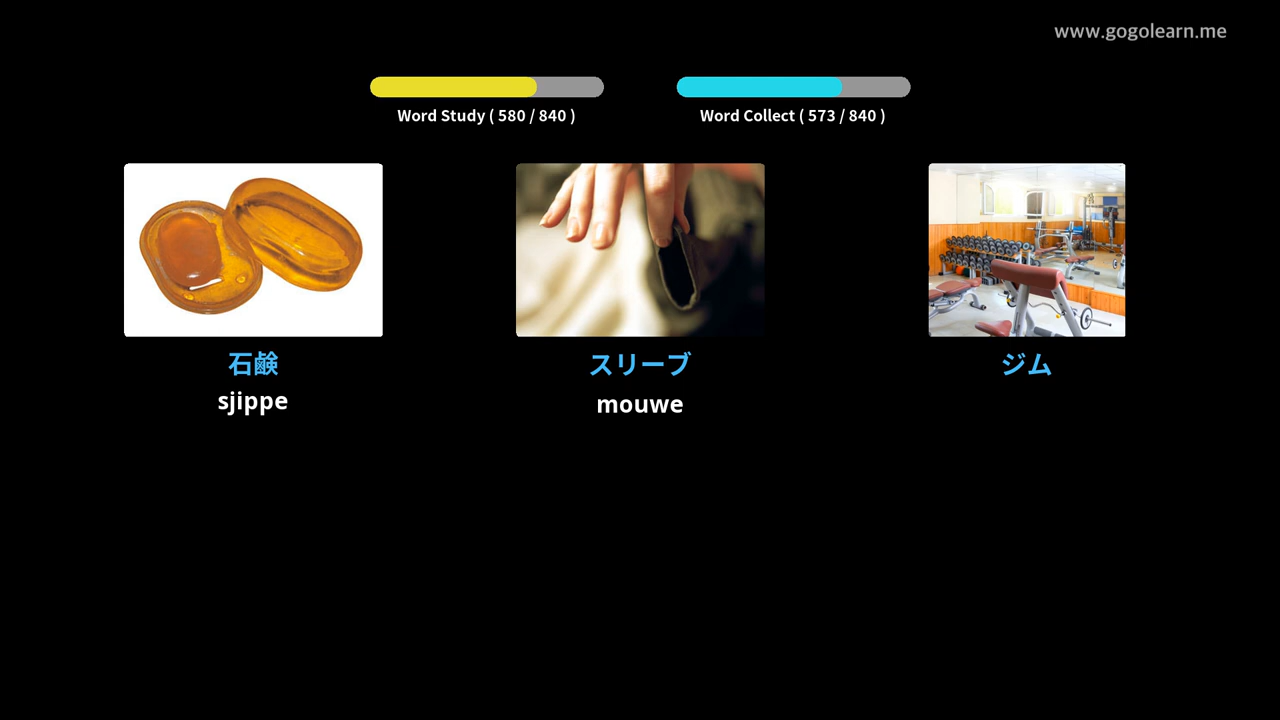 www.gogolearn.me
Word Study ( 580 / 840 )
Word Collect ( 573 / 840 )
石鹸
スリーブ
ジム
sjippe
mouwe